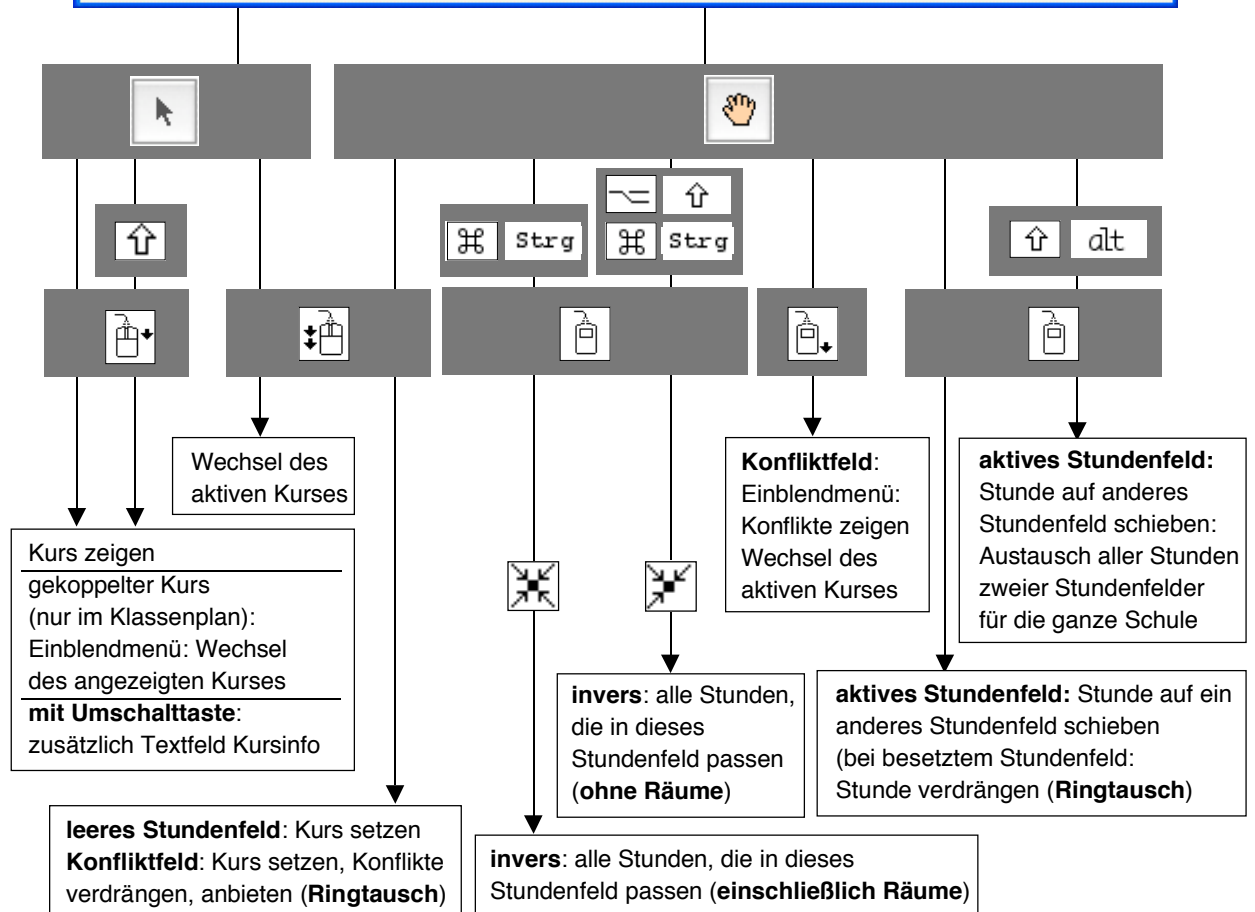 Strg
Strg
alt
Wechsel des
aktiven Kurses
Konfliktfeld:
Einblendmenü:
Konflikte zeigen
Wechsel des
aktiven Kurses
aktives Stundenfeld:
Stunde auf anderes
Stundenfeld schieben:
Austausch aller Stunden
zweier Stundenfelder
für die ganze Schule
Kurs zeigen
gekoppelter Kurs
(nur im Klassenplan):
Einblendmenü: Wechsel
des angezeigten Kurses
mit Umschalttaste:
zusätzlich Textfeld Kursinfo
invers: alle Stunden,
die in dieses
Stundenfeld passen
(ohne Räume)
aktives Stundenfeld: Stunde auf ein
anderes Stundenfeld schieben
(bei besetztem Stundenfeld:
Stunde verdrängen (Ringtausch)
leeres Stundenfeld: Kurs setzen
Konfliktfeld: Kurs setzen, Konflikte
verdrängen, anbieten (Ringtausch)
invers: alle Stunden, die in dieses
Stundenfeld passen (einschließlich Räume)